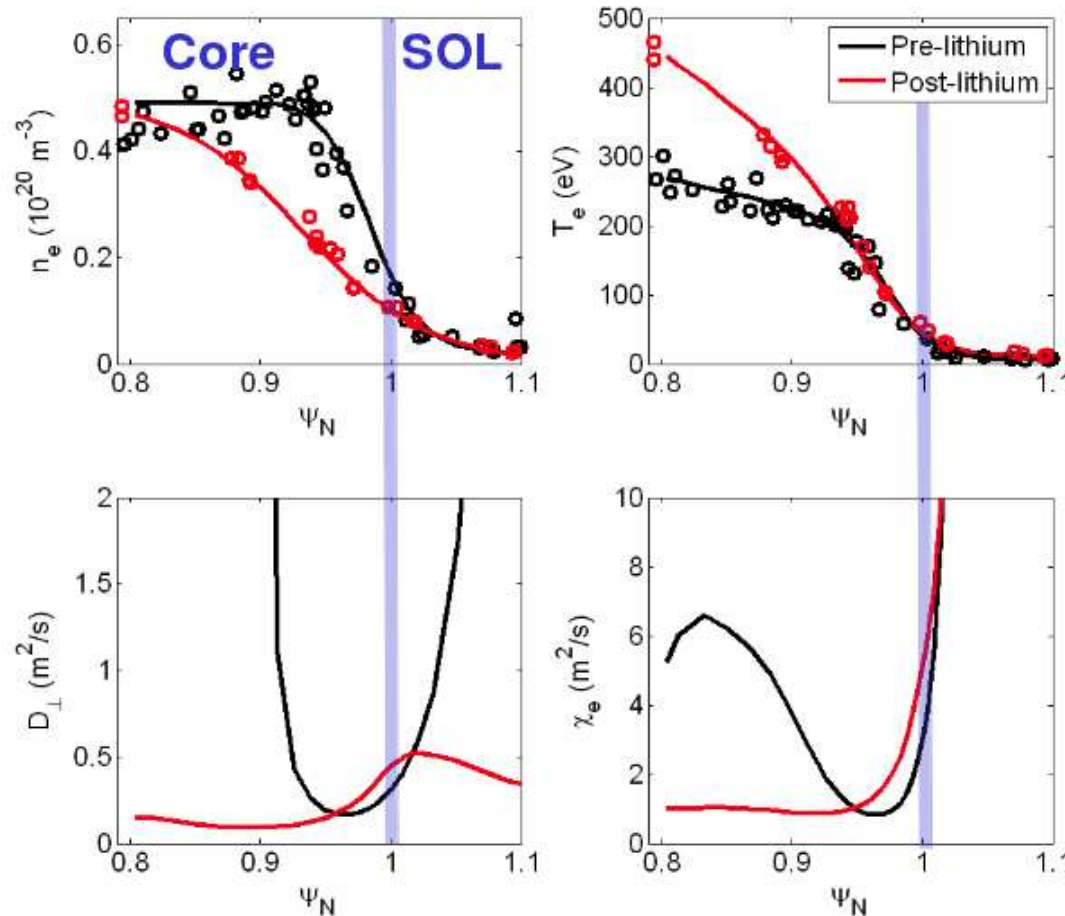 Core SOL
n_e (10^20 m^-3)
0.6
0.4
0.2
0
0.8 0.9 1 1.1
Ψ_N
Pre-lithium
Post-lithium
T_e (eV)
500
400
300
200
100
0
0.8 0.9 1 1.1
Ψ_N
D_⊥ (m^2/s)
2
1.5
1
0.5
0
0.8 0.9 1 1.1
Ψ_N
χ_e (m^2/s)
10
8
6
4
2
0
0.8 0.9 1 1.
Ψ_N